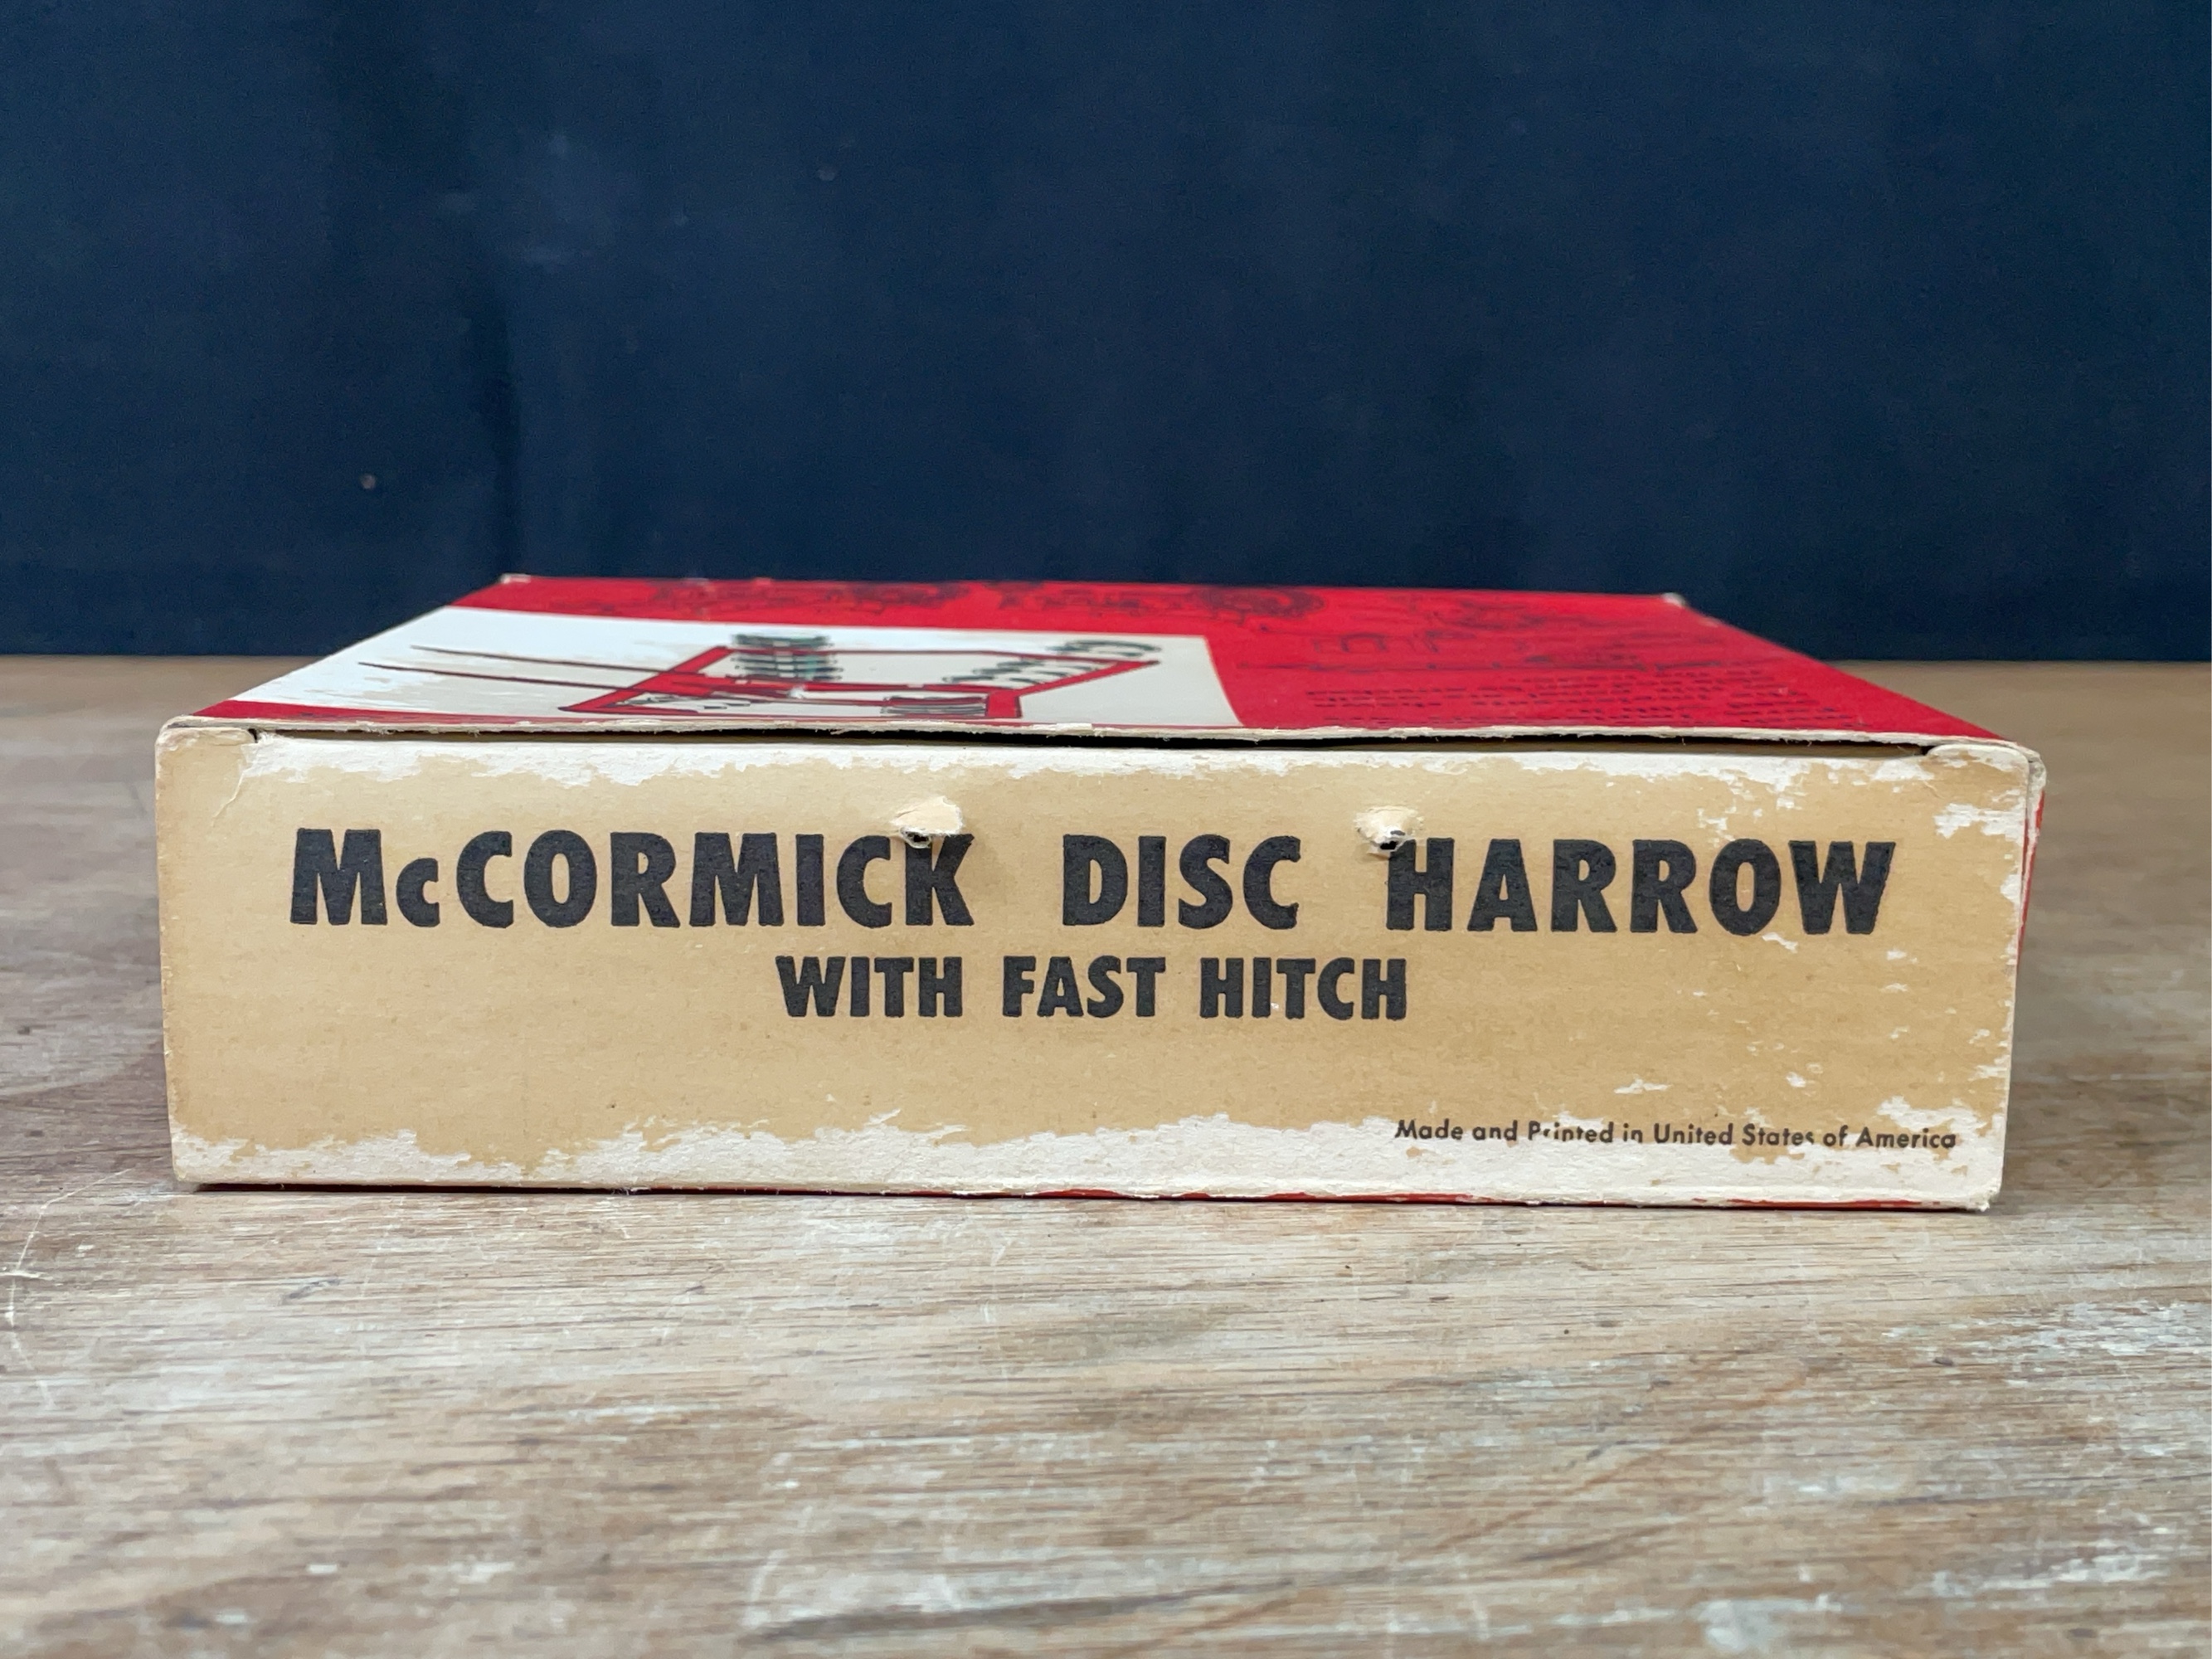 McCORMICK DISC HARROW
WITH FAST HITCH
Made and Printed in United States of America